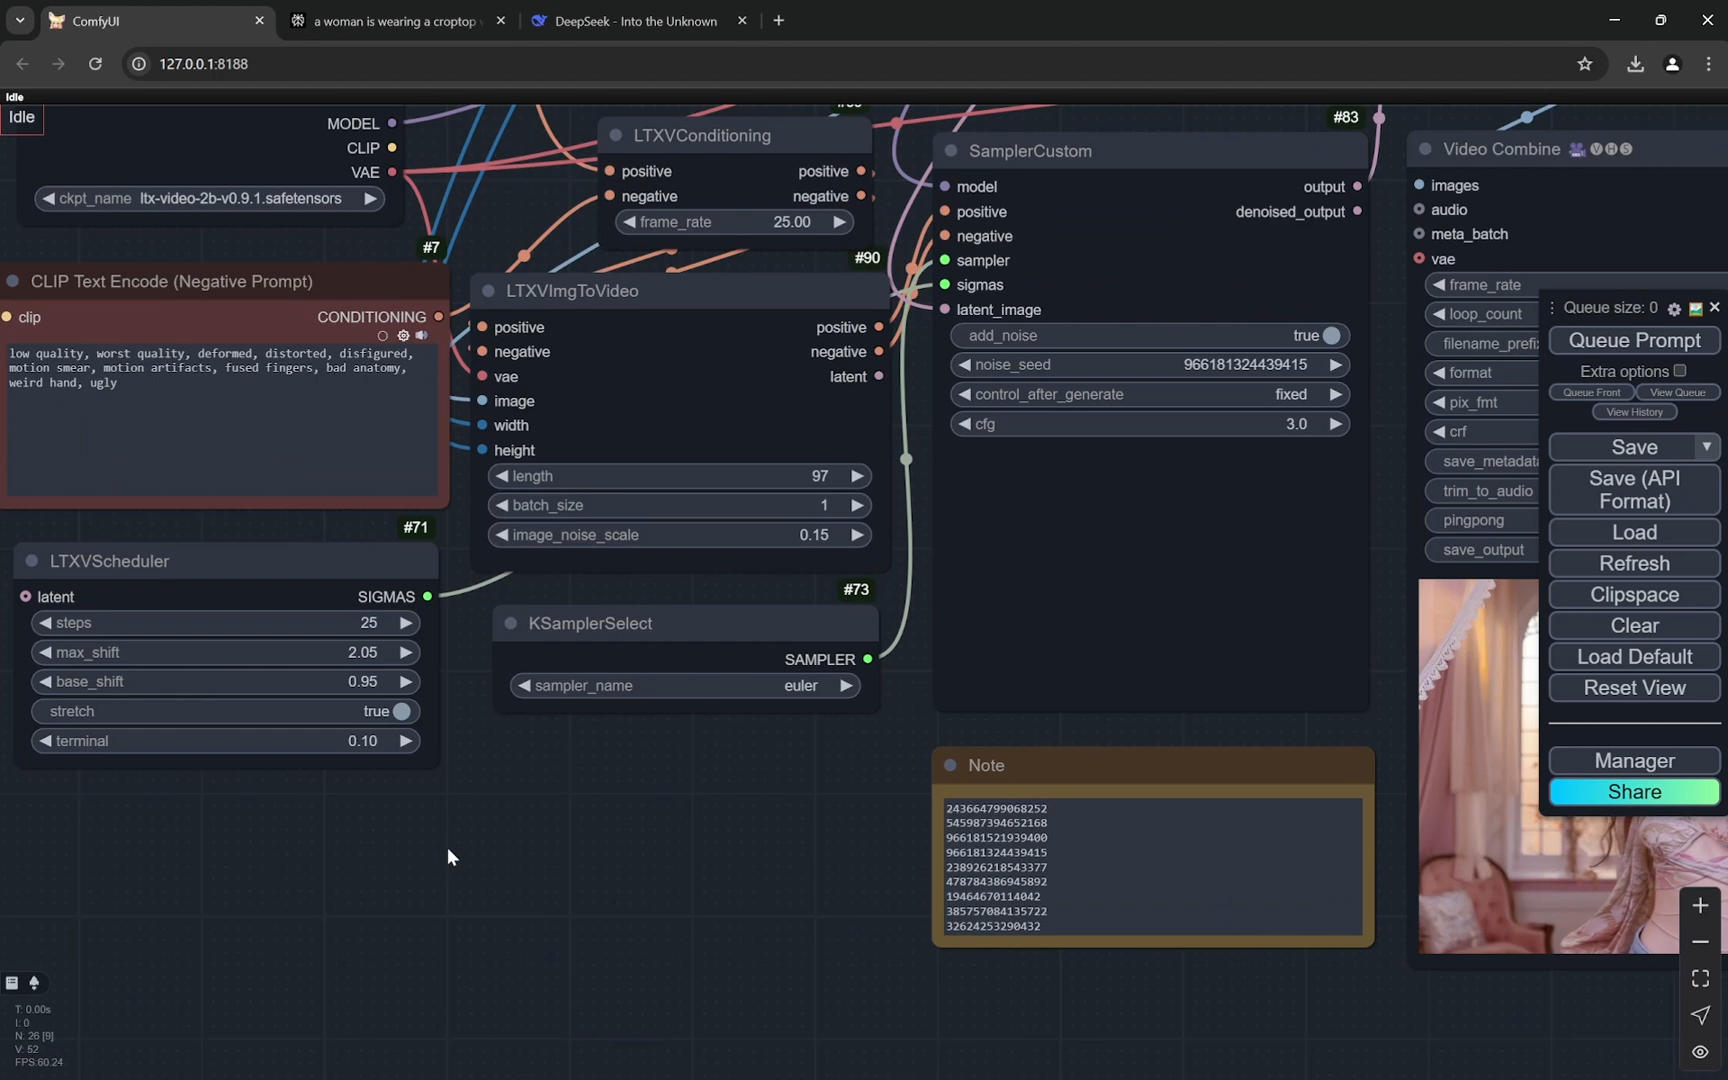 ComfyUI
a woman is wearing a croptop
DeepSeek - Into the Unknown
127.0.0.1:8188
Idle
Idle
MODEL
CLIP
VAE
ckpt_name ltx-video-2b-v0.9.1.safetensors
#7
CLIP Text Encode (Negative Prompt)
clip
CONDITIONING
low quality, worst quality, deformed, distorted, disfigured,
motion smear, motion artifacts, fused fingers, bad anatomy,
weird hand, ugly
#71
LTXVScheduler
latent SIGMAS
steps 25
max_shift 2.05
base_shift 0.95
stretch true
terminal 0.10
LTXVConditioning
positive positive
negative negative
frame_rate 25.00
#90
LTXVImgToVideo
positive positive
negative negative
vae latent
image
width
height
length 97
batch_size 1
image_noise_scale 0.15
#73
KSamplerSelect
SAMPLER
sampler_name euler
#83
SamplerCustom
model output
positive denoised_output
negative
sampler
sigmas
latent_image
add_noise true
noise_seed 966181324439415
control_after_generate fixed
cfg 3.0
Note
243664799068252
545987394652168
966181521939400
966181324439415
238926218543377
478784386945892
19464670114042
385757084135722
32624253290432
Video Combine VHS
images
audio
meta_batch
vae
frame_rate
loop_count
filename_prefix
format
pix_fmt
crf
save_metadata
trim_to_audio
pingpong
save_output
Queue size: 0
Queue Prompt
Extra options
Queue Front View Queue
View History
Save
Save (API
Format)
Load
Refresh
Clipspace
Clear
Load Default
Reset View
Manager
Share
T: 0.00s
I: 0
N: 26 [9]
V: 52
FPS:60.24